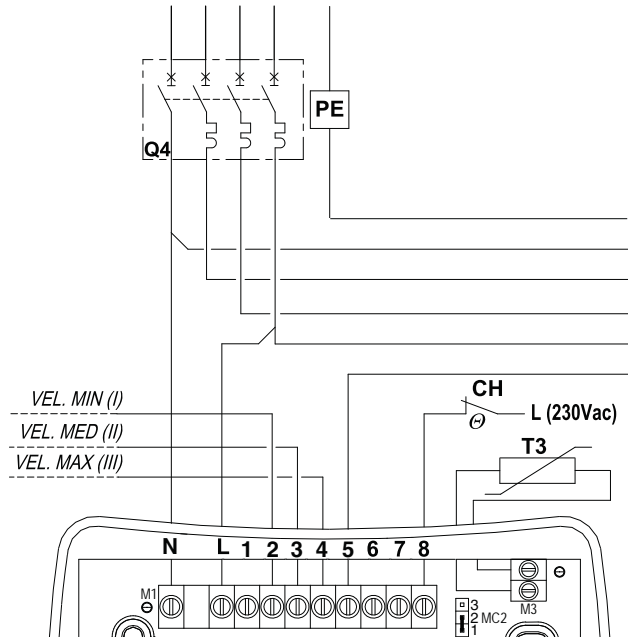 PE
Q4
VEL. MIN (I)
CH
L (230Vac)
VEL. MED (II)
Θ
T3
VEL. MAX (III)
N L 1 2 3 4 5 6 7 8
M1
3
2 MC2
1
M3